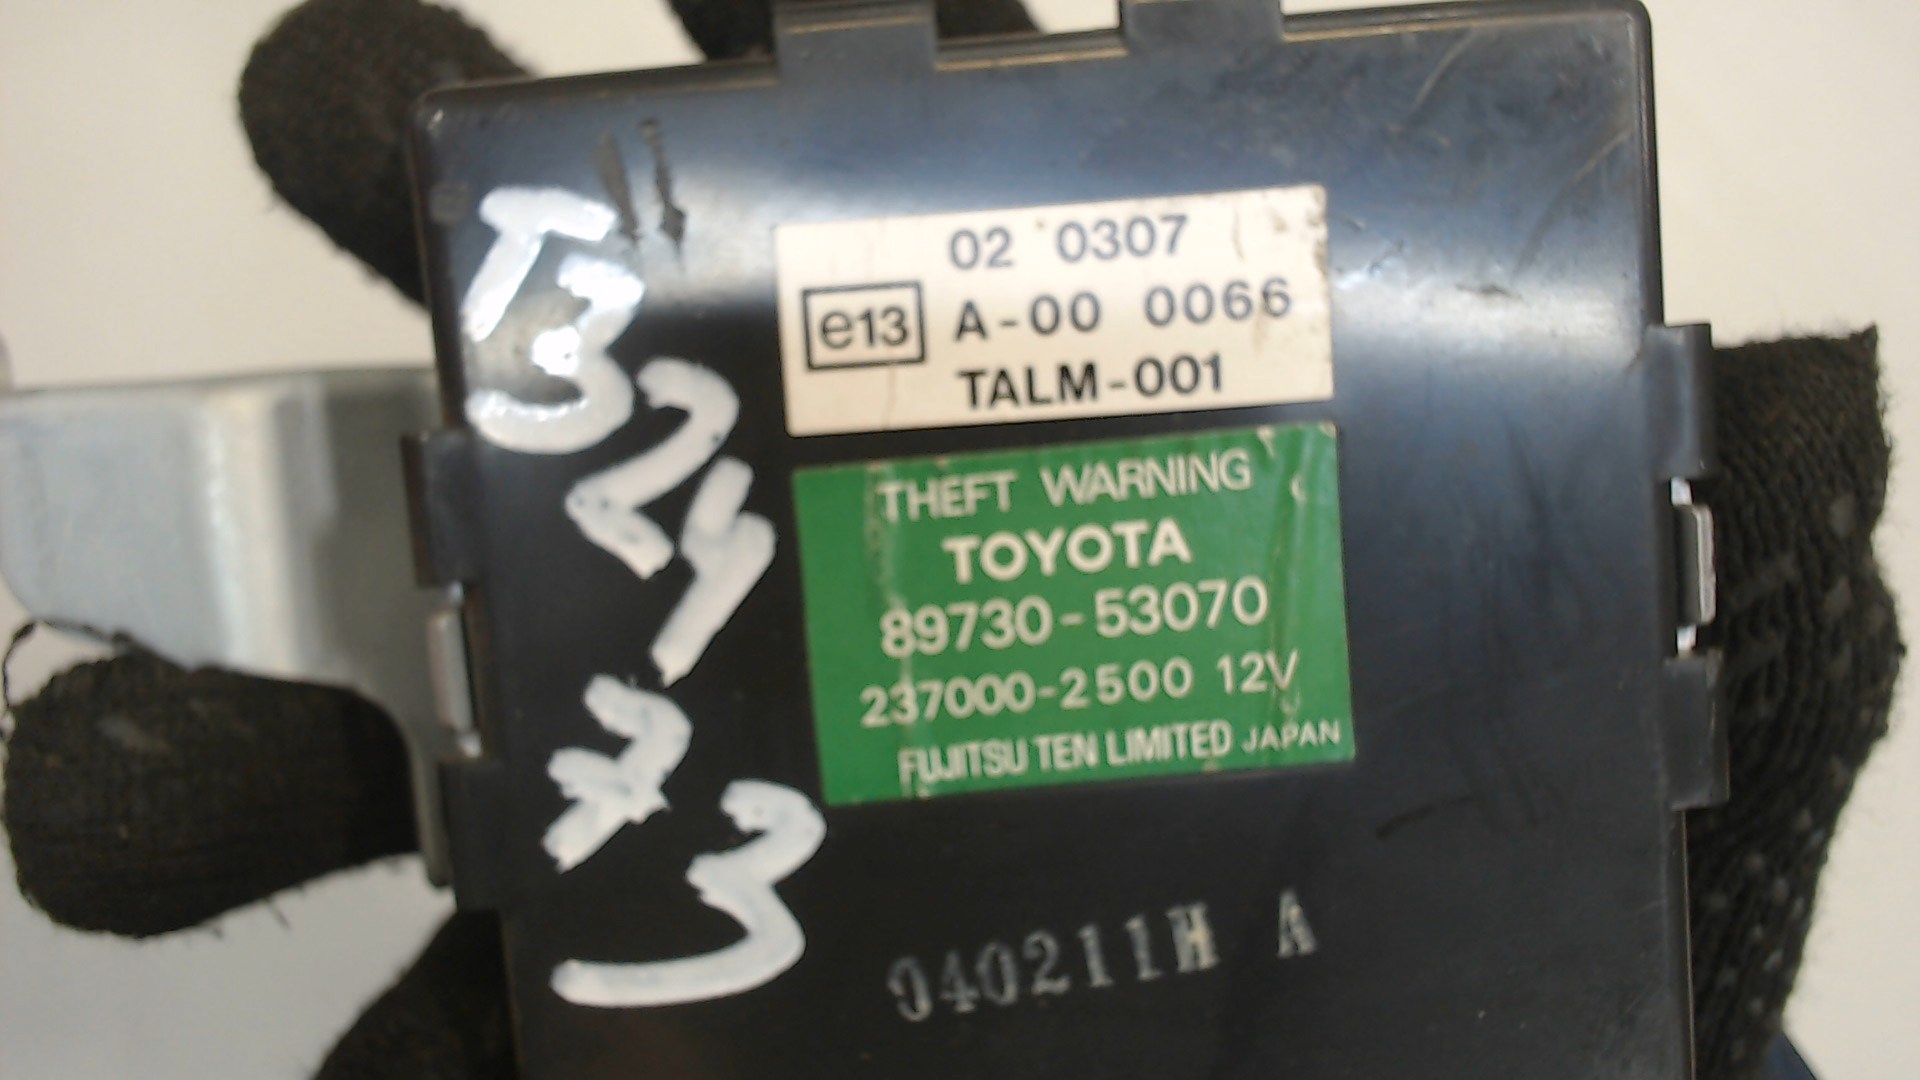 02 0307
e13 A-00 0066
TALM-001
THEFT WARNING
TOYOTA
89730-53070
237000-2500 12V
FUJITSU TEN LIMITED JAPAN
040211H A